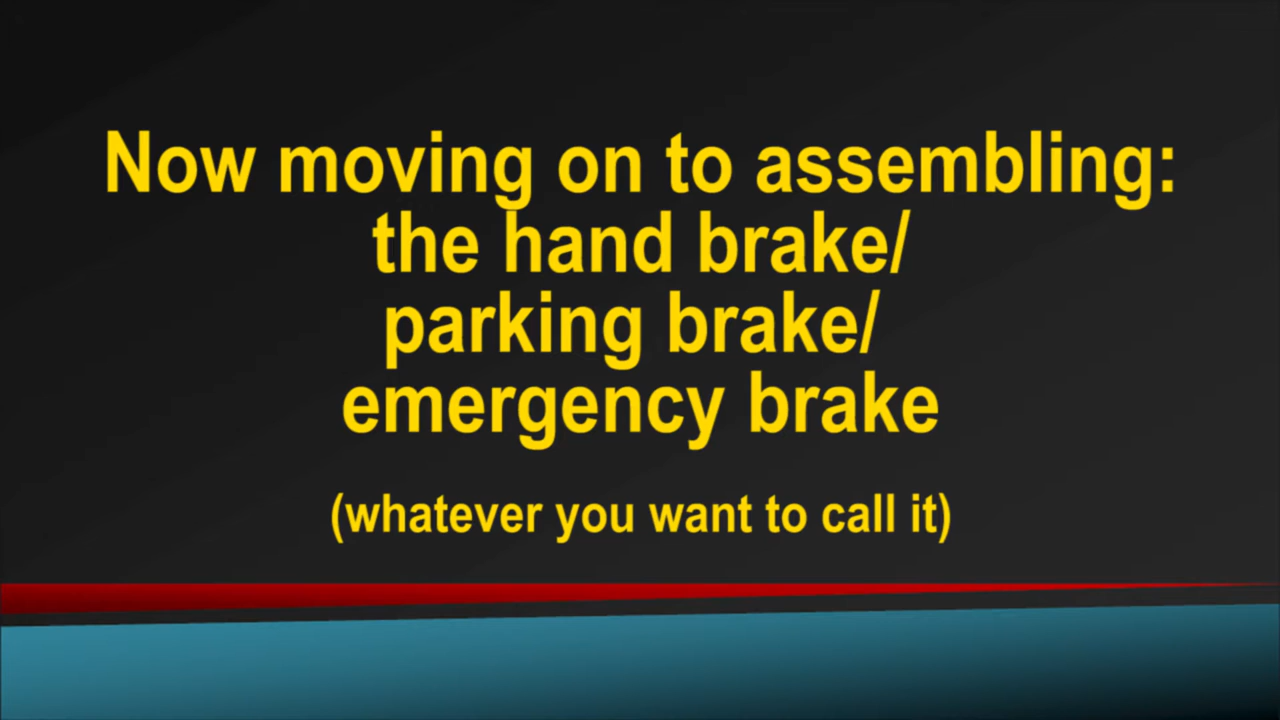 Now moving on to assembling:
the hand brake/
parking brake/
emergency brake
(whatever you want to call it)